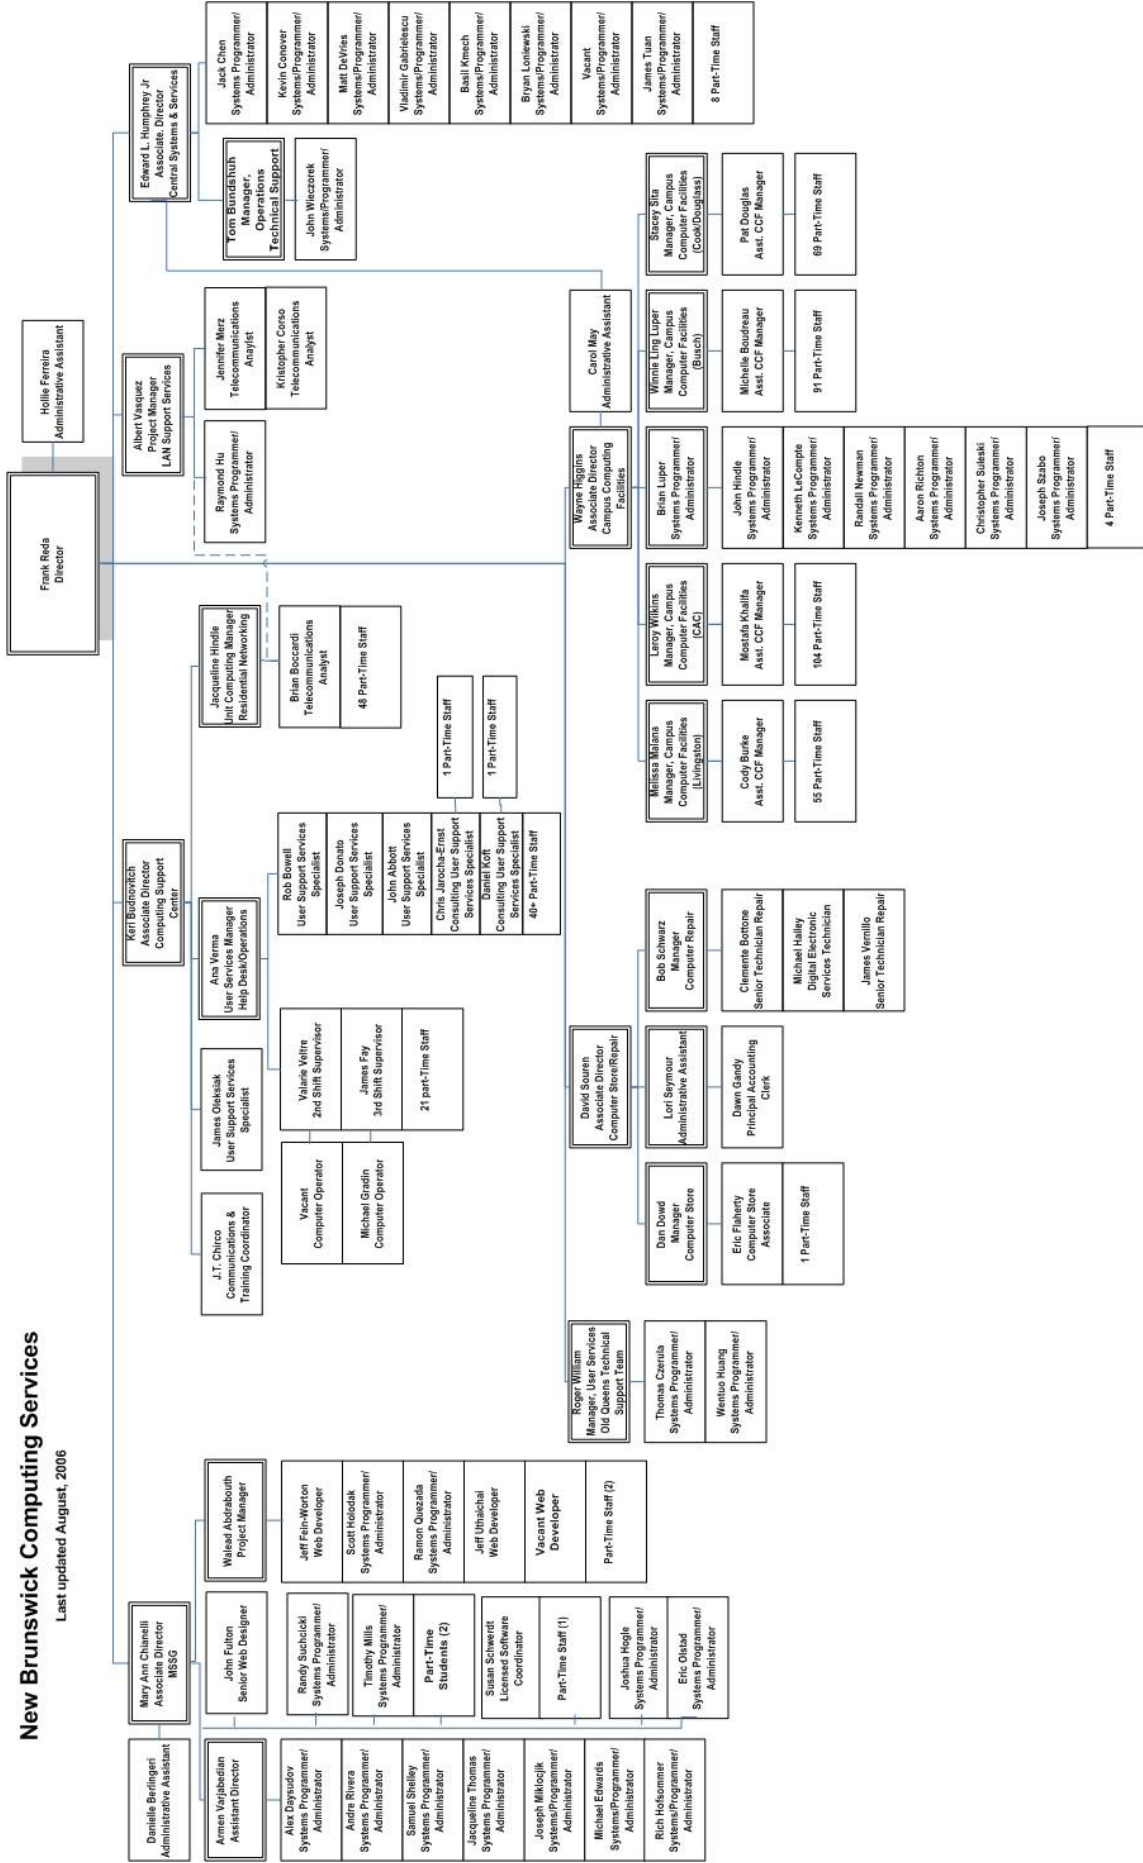 New Brunswick Computing Services
Last updated August, 2006
Frank Reda
Director
Hollie Ferreira
Administrative Assistant
Danielle Berlingeri
Administrative Assistant
Mary Ann Chianelli
Associate Director
MSSG
Keri Budnovitch
Associate Director
Computing Support
Center
Albert Vasquez
Project Manager
LAN Support Services
Edward L. Humphrey Jr
Associate. Director
Central Systems & Services
Armen Varjabedian
Assistant Director
John Fulton
Senior Web Designer
Walead Abdrabouth
Project Manager
Alex Daysudov
Systems Programmer/
Administrator
Andre Rivera
Systems Programmer/
Administrator
Samuel Shelley
Systems Programmer/
Administrator
Jacqueline Thomas
Systems Programmer/
Administrator
Joseph Miklocjik
Systems/Programmer/
Administrator
Michael Edwards
Systems/Programmer/
Administrator
Rich Hofsommer
Systems/Programmer/
Administrator
Randy Suchcicki
Systems Programmer/
Administrator
Timothy Mills
Systems Programmer/
Administrator
Part-Time
Students (2)
Susan Schwerdt
Licensed Software
Coordinator
Part-Time Staff (1)
Joshua Hogle
Systems Programmer/
Administrator
Eric Olstad
Systems Programmer/
Administrator
Jeff Fein-Worton
Web Developer
Scott Holodak
Systems Programmer/
Administrator
Ramon Quezada
Systems Programmer/
Administrator
Jeff Uthaichai
Web Developer
Vacant Web
Developer
Part-Time Staff (2)
J.T. Chirco
Communications &
Training Coordinator
James Oleksiak
User Support Services
Specialist
Ana Verma
User Services Manager
Help Desk/Operations
Jacqueline Hindle
Unit Computing Manager
Residential Networking
Vacant
Computer Operator
Michael Gradin
Computer Operator
Valarie Veltre
2nd Shift Supervisor
James Fay
3rd Shift Supervisor
21 part-Time Staff
Rob Bowell
User Support Services
Specialist
Joseph Donato
User Support Services
Specialist
John Abbott
User Support Services
Specialist
Chris Jarocha-Ernst
Consulting User Support
Services Specialist
Daniel Koft
Consulting User Support
Services Specialist
40+ Part-Time Staff
1 Part-Time Staff
1 Part-Time Staff
Brian Boccardi
Telecommunications
Analyst
48 Part-Time Staff
Raymond Hu
Systems Programmer/
Administrator
Jennifer Merz
Telecommunications
Anaylst
Kristopher Corso
Telecommunications
Analyst
Tom Bundshuh
Manager,
Operations
Technical Support
John Wieczorek
Systems/Programmer/
Administrator
Jack Chen
Systems Programmer/
Administrator
Kevin Conover
Systems/Programmer/
Administrator
Matt DeVries
Systems/Programmer/
Administrator
Vladimir Gabrielescu
Systems/Programmer/
Administrator
Basil Kmech
Systems/Programmer/
Administrator
Bryan Loniewski
Systems/Programmer/
Administrator
Vacant
Systems/Programmer/
Administrator
James Tuan
Systems/Programmer/
Administrator
8 Part-Time Staff
Roger William
Manager, User Services
Old Queens Technical
Support Team
Thomas Czerula
Systems Programmer/
Administrator
Wentuo Huang
Systems Programmer/
Administrator
David Souren
Associate Director
Computer Store/Repair
Dan Dowd
Manager
Computer Store
Eric Flaherty
Computer Store
Associate
1 Part-Time Staff
Lori Seymour
Administrative Assistant
Dawn Gandy
Principal Accounting
Clerk
Bob Schwarz
Manager
Computer Repair
Clemente Bottone
Senior Technician Repair
Michael Halley
Digital Electronic
Services Technician
James Vernillo
Senior Technician Repair
Wayne Higgins
Associate Director
Campus Computing
Facilities
Carol May
Administrative Assistant
Melissa Malana
Manager, Campus
Computer Facilities
(Livingston)
Cody Burke
Asst. CCF Manager
55 Part-Time Staff
Leroy Wilkins
Manager, Campus
Computer Facilities
(CAC)
Mostafa Khalifa
Asst. CCF Manager
104 Part-Time Staff
Brian Luper
Systems Programmer/
Administrator
John Hindle
Systems Programmer/
Administrator
Kenneth LeCompte
Systems Programmer/
Administrator
Randall Newman
Systems Programmer/
Administrator
Aaron Richton
Systems Programmer/
Administrator
Christopher Suleski
Systems Programmer/
Administrator
Joseph Szabo
Systems Programmer/
Administrator
4 Part-Time Staff
Winnie Ling Luper
Manager, Campus
Computer Facilities
(Busch)
Michelle Boudreau
Asst. CCF Manager
91 Part-Time Staff
Stacey Sita
Manager, Campus
Computer Facilities
(Cook/Douglass)
Pat Douglas
Asst. CCF Manager
69 Part-Time Staff